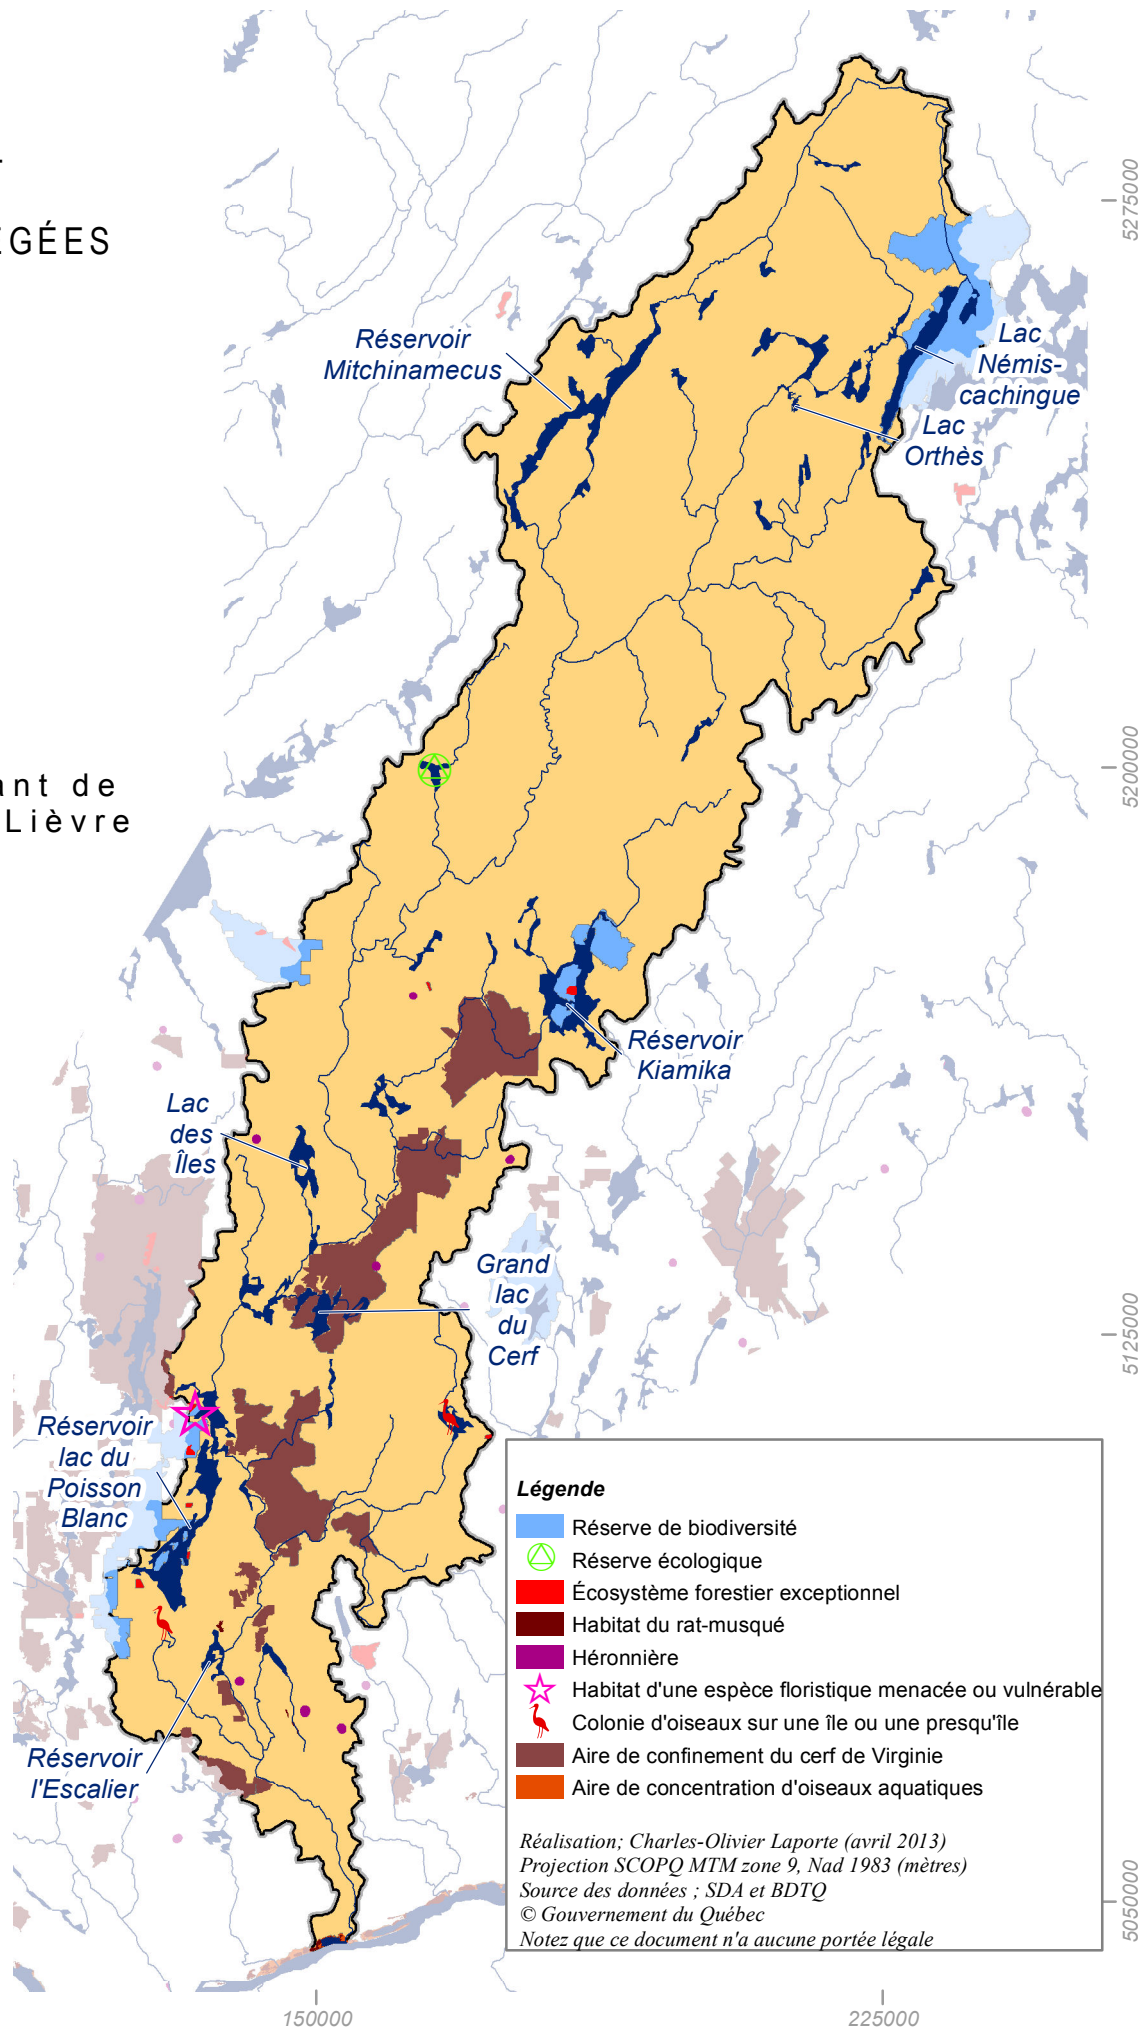 ÉGÉES
5275000
Réservoir
Mitchinamecus
Lac
Némis-
cachingue
Lac
Orthès
5200000
ant de
Lièvre
Réservoir
Kiamika
Lac
des
Îles
Grand
lac
du
Cerf
5125000
Réservoir
lac du
Poisson
Blanc
Réservoir
l'Escalier
Légende
Réserve de biodiversité
Réserve écologique
Écosystème forestier exceptionnel
Habitat du rat-musqué
Héronnière
Habitat d'une espèce floristique menacée ou vulnérable
Colonie d'oiseaux sur une île ou une presqu'île
Aire de confinement du cerf de Virginie
Aire de concentration d'oiseaux aquatiques
Réalisation; Charles-Olivier Laporte (avril 2013)
Projection SCOPQ MTM zone 9, Nad 1983 (mètres)
Source des données ; SDA et BDTQ
© Gouvernement du Québec
Notez que ce document n'a aucune portée légale
5050000
150000
225000